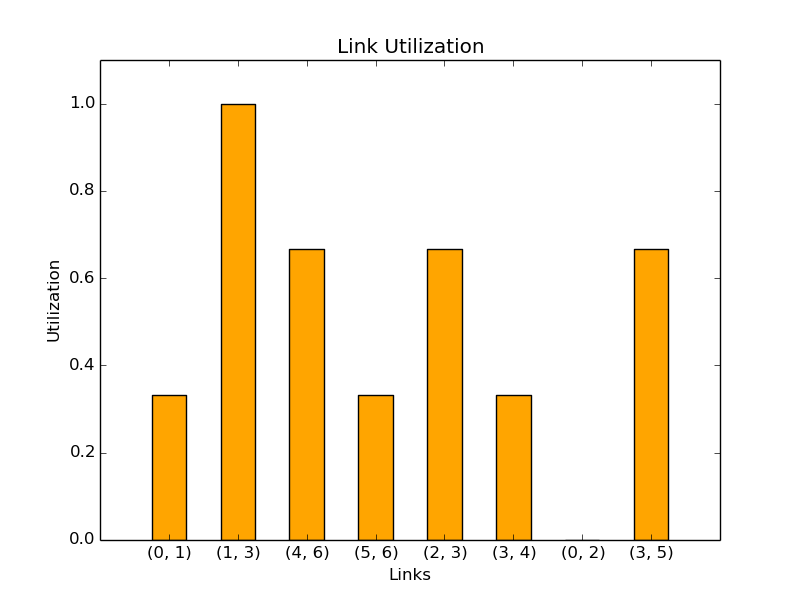 Link Utilization
Utilization
1.0
0.8
0.6
0.4
0.2
0.0
(0, 1) (1, 3) (4, 6) (5, 6) (2, 3) (3, 4) (0, 2) (3, 5)
Links